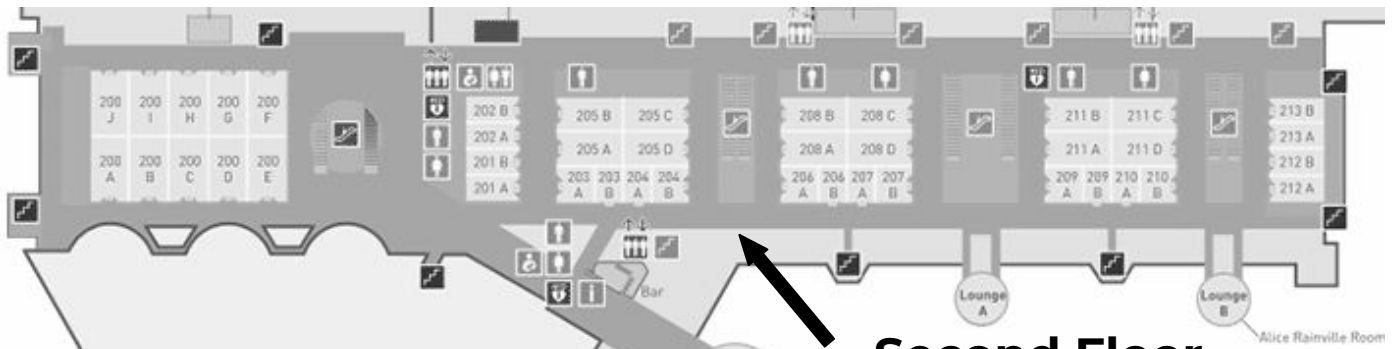 200 J
200 I
200 H
200 G
200 F
200 A
200 B
200 C
200 D
200 E
202 B
202 A
201 B
201 A
205 B
205 C
205 A
205 D
203 A
203 B
204 A
204 B
208 B
208 C
208 A
208 D
206 A
206 B
207 A
207 B
211 B
211 C
211 A
211 D
209 A
209 B
210 A
210 B
213 B
213 A
212 B
212 A
Bar
Lounge A
Lounge B
Alice Rainville Room
Second Floor